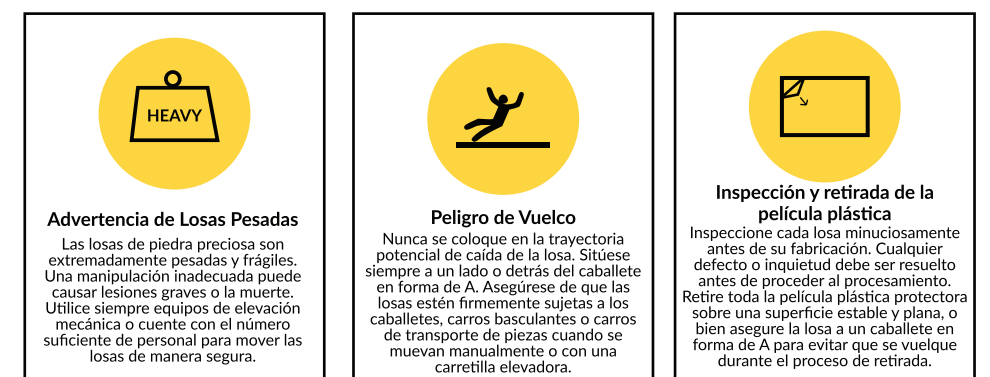 HEAVY
Advertencia de Losas Pesadas
Las losas de piedra preciosa son
extremadamente pesadas y frágiles.
Una manipulación inadecuada puede
causar lesiones graves o la muerte.
Utilice siempre equipos de elevación
mecánica o cuente con el número
suficiente de personal para mover las
losas de manera segura.
Peligro de Vuelco
Nunca se coloque en la trayectoria
potencial de caída de la losa. Sitúese
siempre a un lado o detrás del caballete
en forma de A. Asegúrese de que las
losas estén firmemente sujetas a los
caballetes, carros basculantes o carros
de transporte de piezas cuando se
muevan manualmente o con una
carretilla elevadora.
Inspección y retirada de la
película plástica
Inspeccione cada losa minuciosamente
antes de su fabricación. Cualquier
defecto o inquietud debe ser resuelto
antes de proceder al procesamiento.
Retire toda la película plástica protectora
sobre una superficie estable y plana, o
bien asegure la losa a un caballete en
forma de A para evitar que se vuelque
durante el proceso de retirada.